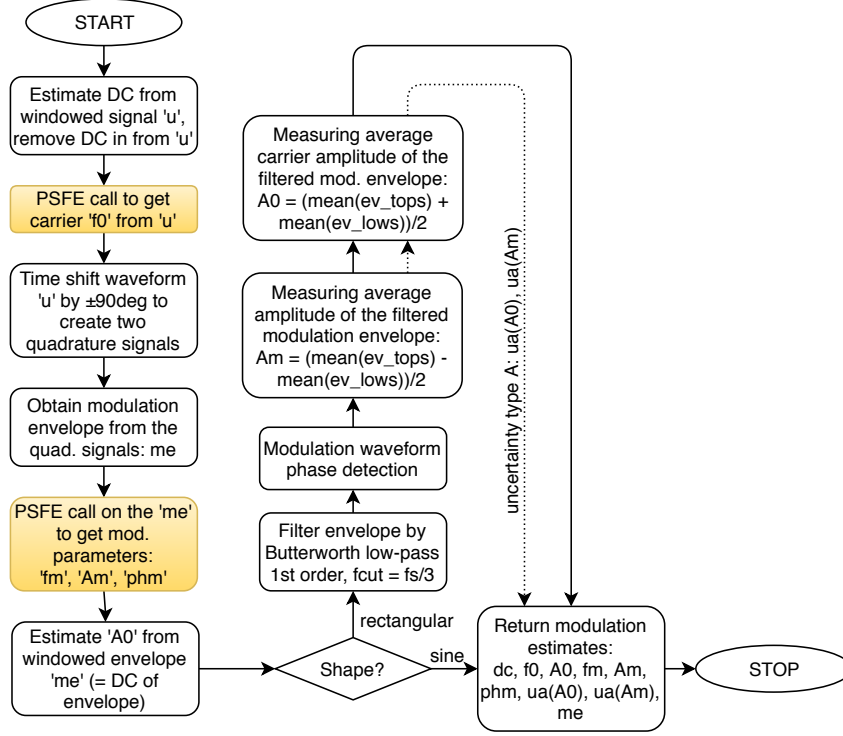 START
Estimate DC from
windowed signal 'u',
remove DC in from 'u'
PSFE call to get
carrier 'f0' from 'u'
Time shift waveform
'u' by ±90deg to
create two
quadrature signals
Obtain modulation
envelope from the
quad. signals: me
PSFE call on the 'me'
to get mod.
parameters:
'fm', 'Am', 'phm'
Estimate 'A0' from
windowed envelope
'me' (= DC of
envelope)
Shape?
rectangular
sine
Filter envelope by
Butterworth low-pass
1st order, fcut = fs/3
Modulation waveform
phase detection
Measuring average
amplitude of the filtered
modulation envelope:
Am = (mean(ev_tops) -
mean(ev_lows))/2
Measuring average
carrier amplitude of the
filtered mod. envelope:
A0 = (mean(ev_tops) +
mean(ev_lows))/2
uncertainty type A: ua(A0), ua(Am)
Return modulation
estimates:
dc, f0, A0, fm, Am,
phm, ua(A0), ua(Am),
me
STOP